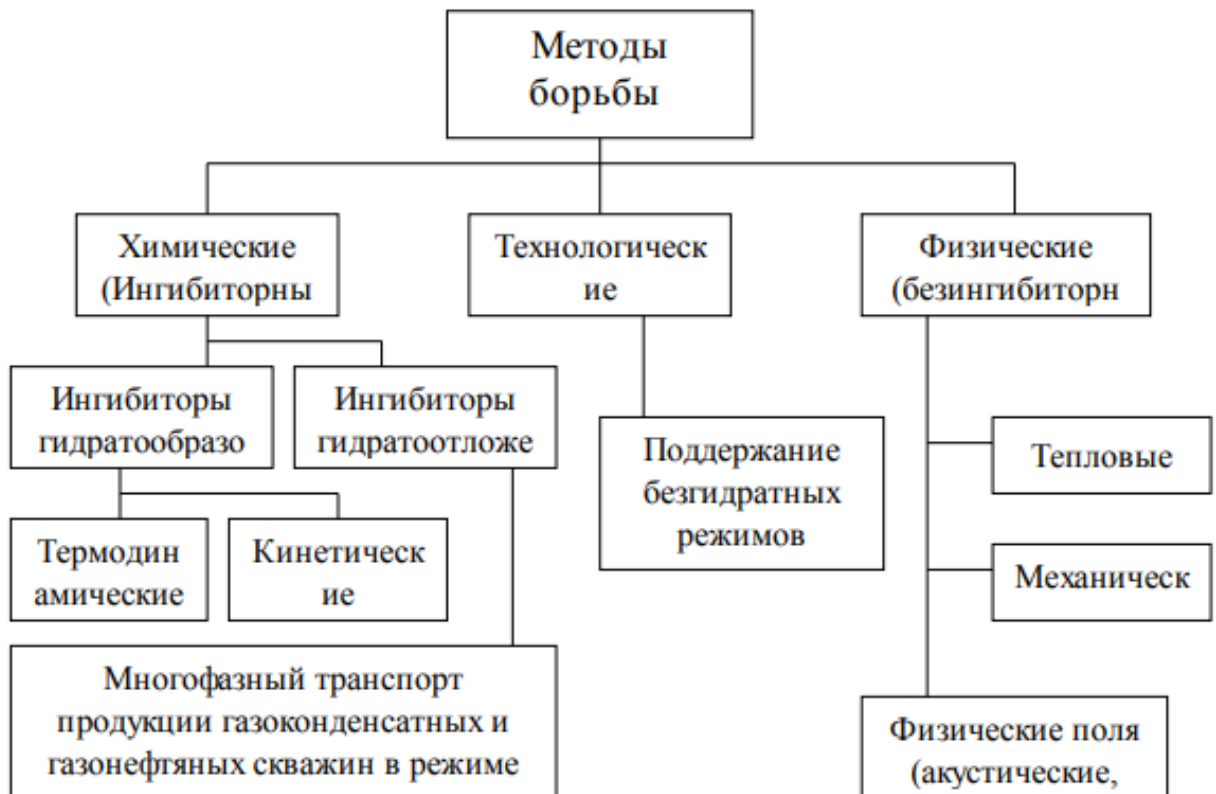 Методы
борьбы
Химические
(Ингибиторны
Технологическ
ие
Физические
(безингибиторн
Ингибиторы
гидратообразо
Ингибиторы
гидратоотложе
Поддержание
безгидратных
режимов
Тепловые
Термодин
амические
Кинетическ
ие
Механическ
Многофазный транспорт
продукции газоконденсатных и
газонефтяных скважин в режиме
Физические поля
(акустические,